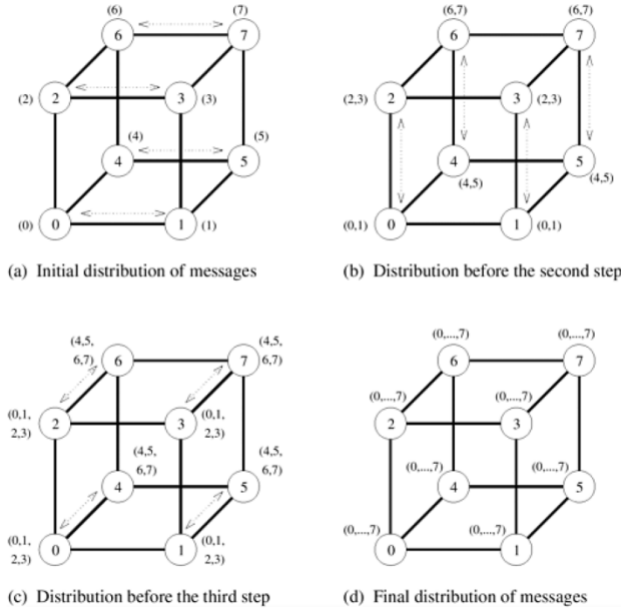 (6) (7)
6 7
(2) 2 3 (3)
(4) (5)
4 5
(0) 0 1 (1)
(a) Initial distribution of messages
(6,7) (6,7)
6 7
(2,3) 2 3 (2,3)
4 5
(4,5) (4,5)
(0,1) 0 1 (0,1)
(b) Distribution before the second step
(4,5, (4,5,
6,7) 6 6,7) 7
(0,1, (0,1,
2,3) 2 3 2,3)
(4,5, (4,5,
6,7) 6,7)
4 5
(0,1, (0,1,
2,3) 0 1 2,3)
(c) Distribution before the third step
(0,...,7) (0,...,7)
6 7
(0,...,7) (0,...,7)
2 3
(0,...,7) (0,...,7)
4 5
(0,...,7) (0,...,7)
0 1
(d) Final distribution of messages